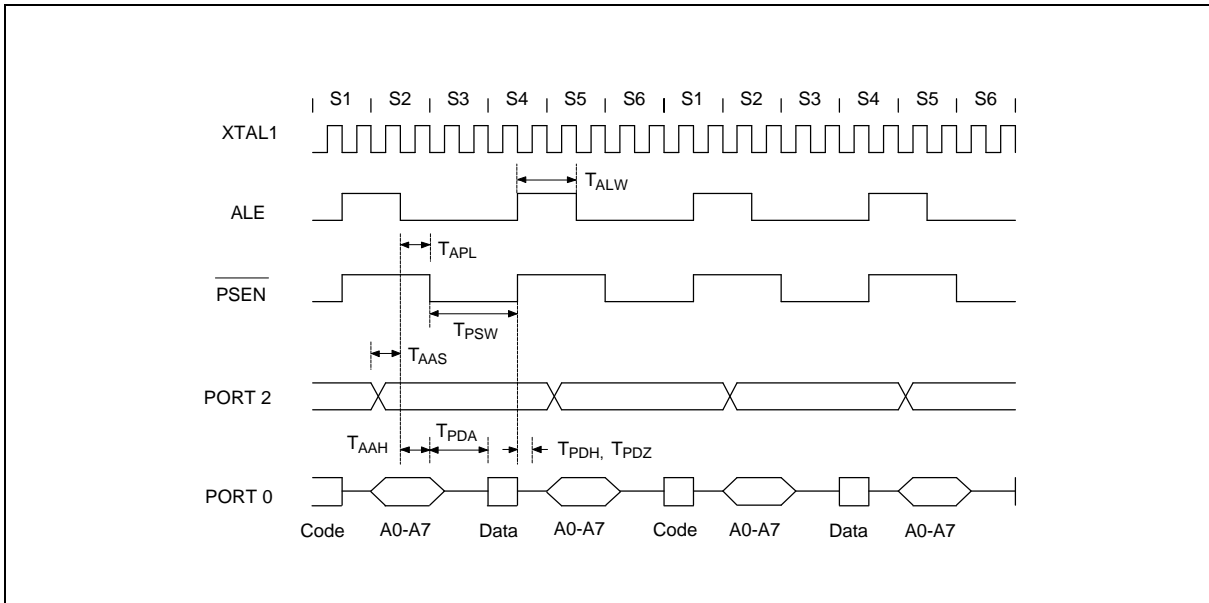 S1 S2 S3 S4 S5 S6 S1 S2 S3 S4 S5 S6
XTAL1
TALW
ALE
TAPL
PSEN
TPSW
TAAS
PORT 2
TAAH TPDA TPDH, TPDZ
PORT 0
Code A0-A7 Data A0-A7 Code A0-A7 Data A0-A7